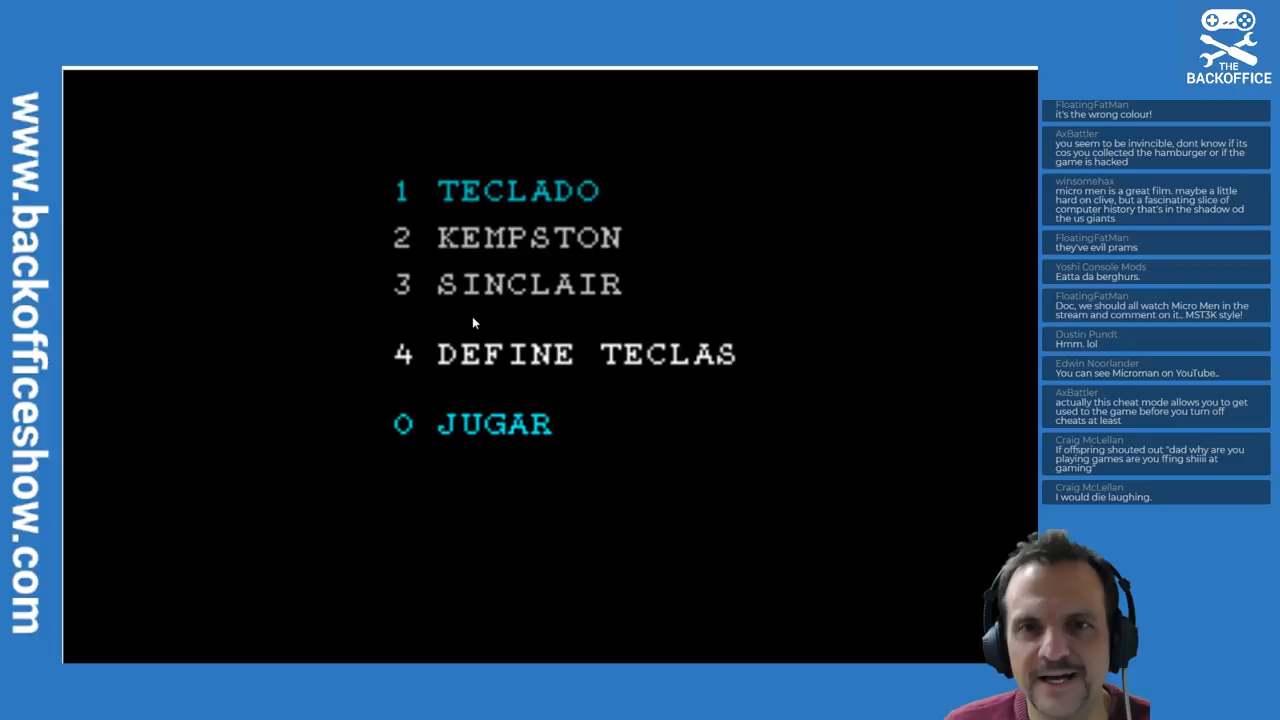 www.backofficeshow.com
1 TECLADO
2 KEMPSTON
3 SINCLAIR
4 DEFINE TECLAS
0 JUGAR
THE
BACKOFFICE
FloatingFatMan
it's the wrong colour!
AxBattler
you seem to be invincible, dont know if its
cos you collected the hamburger or if the
game is hacked
winsomehax
micro men is a great film. maybe a little
hard on clive, but a fascinating slice of
computer history that's in the shadow od
the us giants
FloatingFatMan
they've evil prams
Yoshi Console Mods
Eatta da berghurs.
FloatingFatMan
Doc, we should all watch Micro Men in the
stream and comment on it.. MST3K style!
Dustin Pundt
Hmm. lol
Edwin Noorlander
You can see Microman on YouTube..
AxBattler
actually this cheat mode allows you to get
used to the game before you turn off
cheats at least
Craig McLellan
If offspring shouted out "dad why are you
playing games are you ffing shiiii at
gaming"
Craig McLellan
I would die laughing.